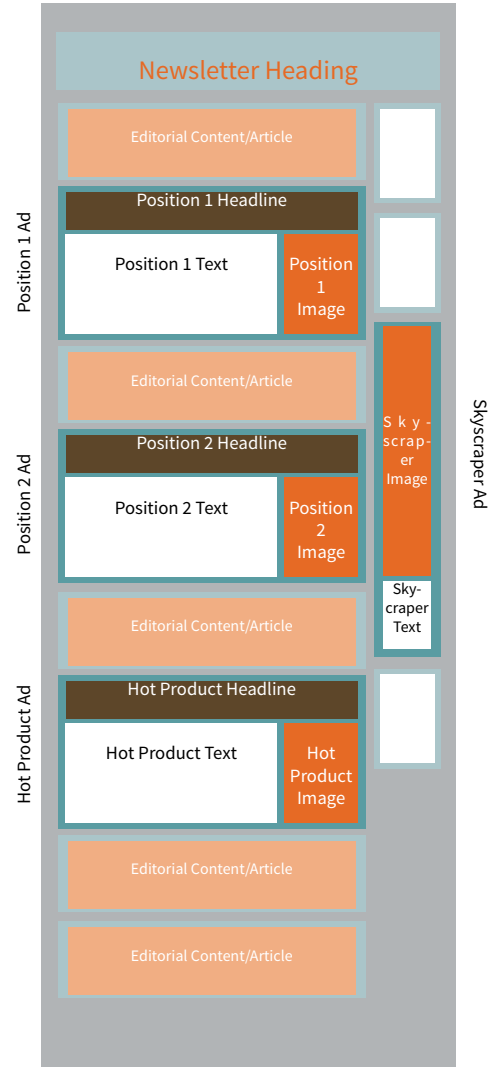 Newsletter Heading
Editorial Content/Article
Position 1 Ad
Position 1 Headline
Position 1 Text
Position
1
Image
Editorial Content/Article
Position 2 Ad
Position 2 Headline
Position 2 Text
Position
2
Image
Editorial Content/Article
Hot Product Ad
Hot Product Headline
Hot Product Text
Hot
Product
Image
Editorial Content/Article
Editorial Content/Article
Sky-
scrap-
er
Image
Sky-
craper
Text
Skyscraper Ad